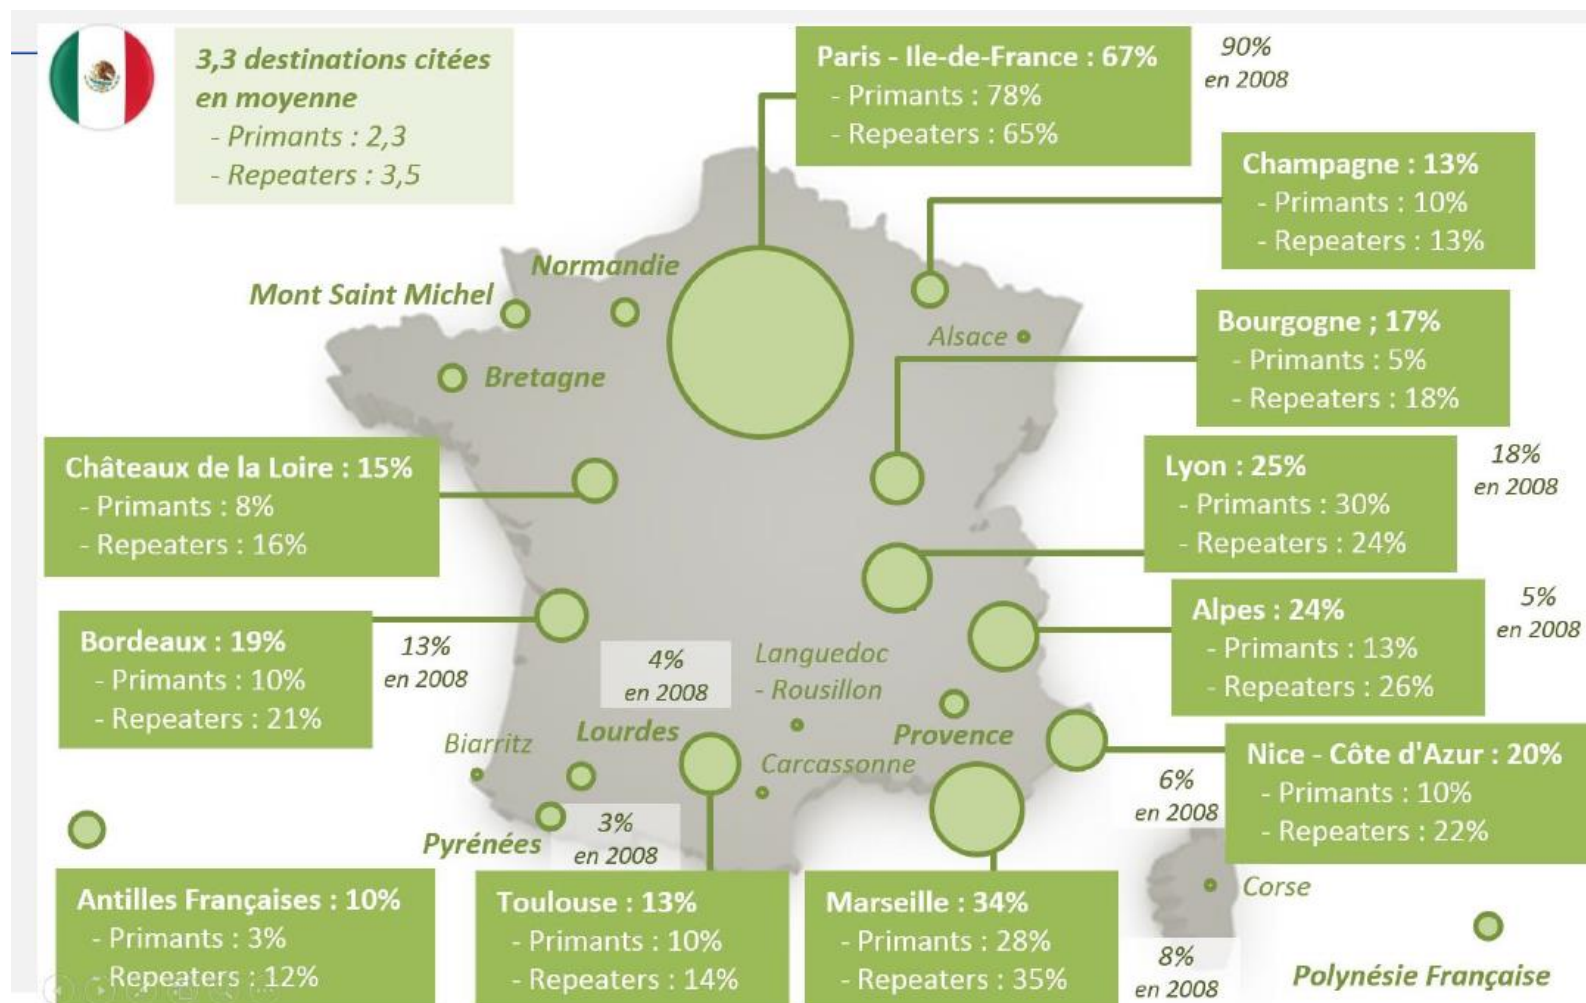 3,3 destinations citées
en moyenne
- Primants : 2,3
- Repeaters : 3,5
Paris - Ile-de-France : 67%
- Primants : 78%
- Repeaters : 65%
90%
en 2008
Champagne : 13%
- Primants : 10%
- Repeaters : 13%
Normandie
Mont Saint Michel
Alsace
Bretagne
Bourgogne ; 17%
- Primants : 5%
- Repeaters : 18%
Châteaux de la Loire : 15%
- Primants : 8%
- Repeaters : 16%
Lyon : 25%
- Primants : 30%
- Repeaters : 24%
18%
en 2008
Alpes : 24%
- Primants : 13%
- Repeaters : 26%
5%
en 2008
Bordeaux : 19%
- Primants : 10%
- Repeaters : 21%
13%
en 2008
4%
en 2008
Languedoc
- Rousillon
Biarritz
Lourdes
Carcassonne
Provence
Nice - Côte d'Azur : 20%
- Primants : 10%
- Repeaters : 22%
6%
en 2008
Pyrénées
3%
en 2008
Antilles Françaises : 10%
- Primants : 3%
- Repeaters : 12%
Toulouse : 13%
- Primants : 10%
- Repeaters : 14%
Marseille : 34%
- Primants : 28%
- Repeaters : 35%
8%
en 2008
Corse
Polynésie Française